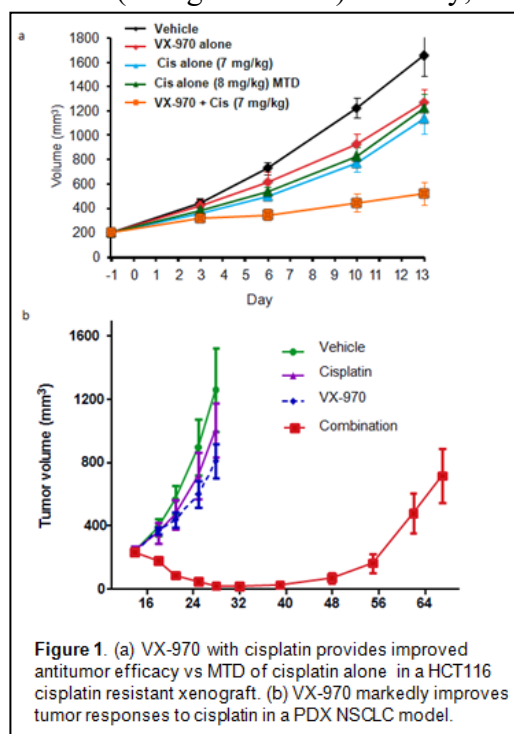 a
Vehicle
VX-970 alone
Cis alone (7 mg/kg)
Cis alone (8 mg/kg) MTD
VX-970 + Cis (7 mg/kg)
Volume (mm³)
1800
1600
1400
1200
1000
800
600
400
200
0
-1 0 1 2 3 4 5 6 7 8 9 10 11 12 13
Day
b
Vehicle
Cisplatin
VX-970
Combination
Tumor volume (mm³)
1600
1200
800
400
0
16 24 32 40 48 56 64
Figure 1. (a) VX-970 with cisplatin provides improved
antitumor efficacy vs MTD of cisplatin alone in a HCT116
cisplatin resistant xenograft. (b) VX-970 markedly improves
tumor responses to cisplatin in a PDX NSCLC model.